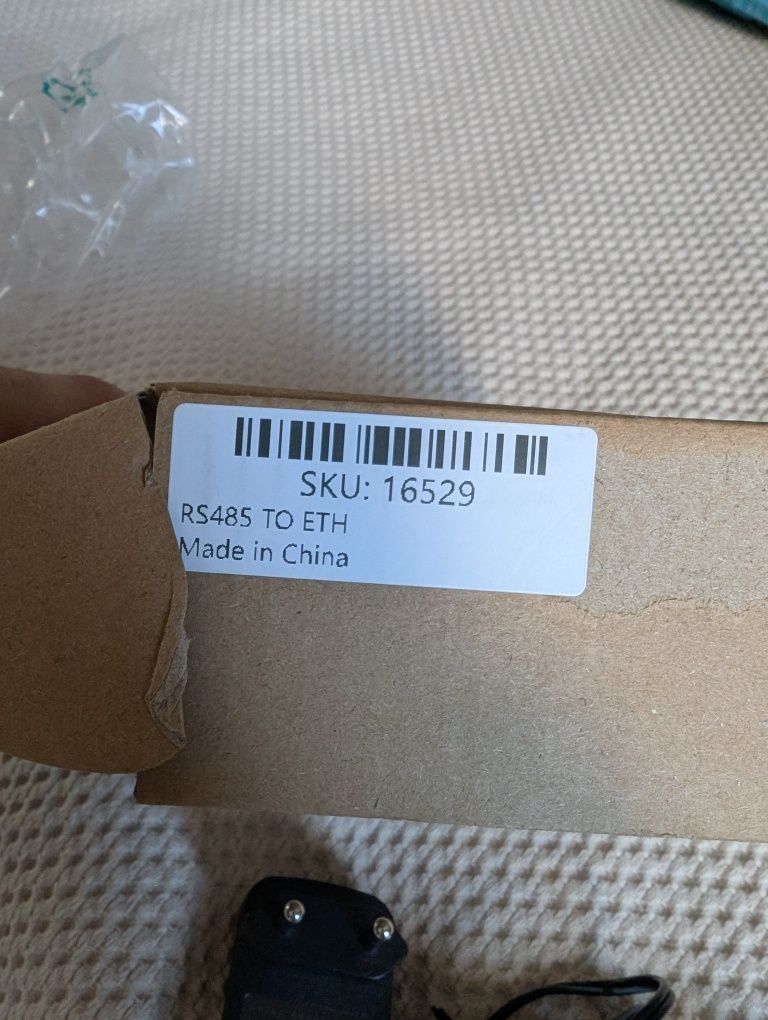 SKU: 16529
RS485 TO ETH
Made in China